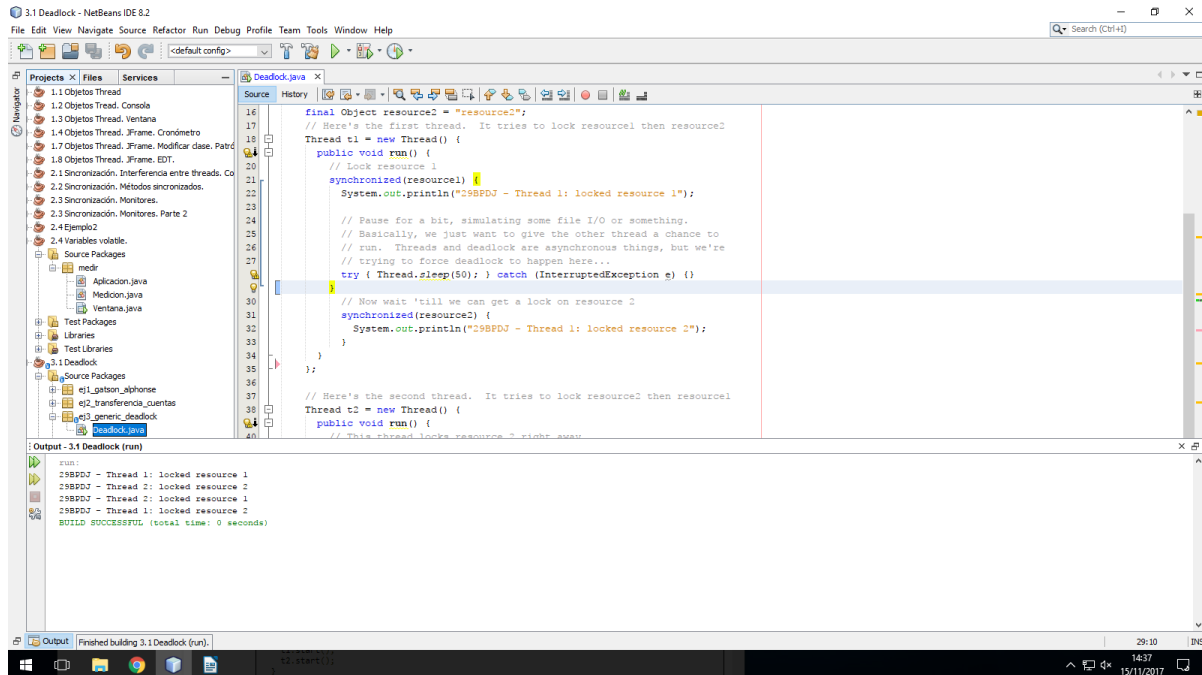 3.1 Deadlock - NetBeans IDE 8.2
File Edit View Navigate Source Refactor Run Debug Profile Team Tools Window Help
Search (Ctrl+I)
<default config>
Projects × Files Services
Navigator
1.1 Objetos Thread
1.2 Objetos Tread. Consola
1.3 Objetos Thread. Ventana
1.4 Objetos Thread. JFrame. Cronómetro
1.7 Objetos Thread. JFrame. Modificar clase. Patró
1.8 Objetos Thread. JFrame. EDT.
2.1 Sincronización. Interferencia entre threads. Co
2.2 Sincronización. Métodos sincronizados.
2.3 Sincronización. Monitores.
2.3 Sincronización. Monitores. Parte 2
2.4 Ejemplo2
2.4 Variables volatile.
Source Packages
medir
Aplicacion.java
Medicion.java
Ventana.java
Test Packages
Libraries
Test Libraries
3.1 Deadlock
Source Packages
ej1_gatson_alphonse
ej2_transferencia_cuentas
ej3_generic_deadlock
Deadlock.java
Deadlock.java ×
Source History
16 final Object resource2 = "resource2";
17 // Here's the first thread. It tries to lock resource1 then resource2
18 Thread t1 = new Thread() {
public void run() {
20 // Lock resource 1
21 synchronized(resource1) {
22 System.out.println("29BPDJ - Thread 1: locked resource 1");
23
24 // Pause for a bit, simulating some file I/O or something.
25 // Basically, we just want to give the other thread a chance to
26 // run. Threads and deadlock are asynchronous things, but we're
27 // trying to force deadlock to happen here...
try { Thread.sleep(50); } catch (InterruptedException e) {}
}
30 // Now wait 'till we can get a lock on resource 2
31 synchronized(resource2) {
32 System.out.println("29BPDJ - Thread 1: locked resource 2");
33 }
34 }
35 };
36
37 // Here's the second thread. It tries to lock resource2 then resource1
38 Thread t2 = new Thread() {
public void run() {
40 // This thread locks resource 2 right away
Output - 3.1 Deadlock (run)
run:
29BPDJ - Thread 1: locked resource 1
29BPDJ - Thread 2: locked resource 2
29BPDJ - Thread 2: locked resource 1
29BPDJ - Thread 1: locked resource 2
BUILD SUCCESSFUL (total time: 0 seconds)
Output
Finished building 3.1 Deadlock (run).
29:10
INS
t2.start();
14:37
15/11/2017